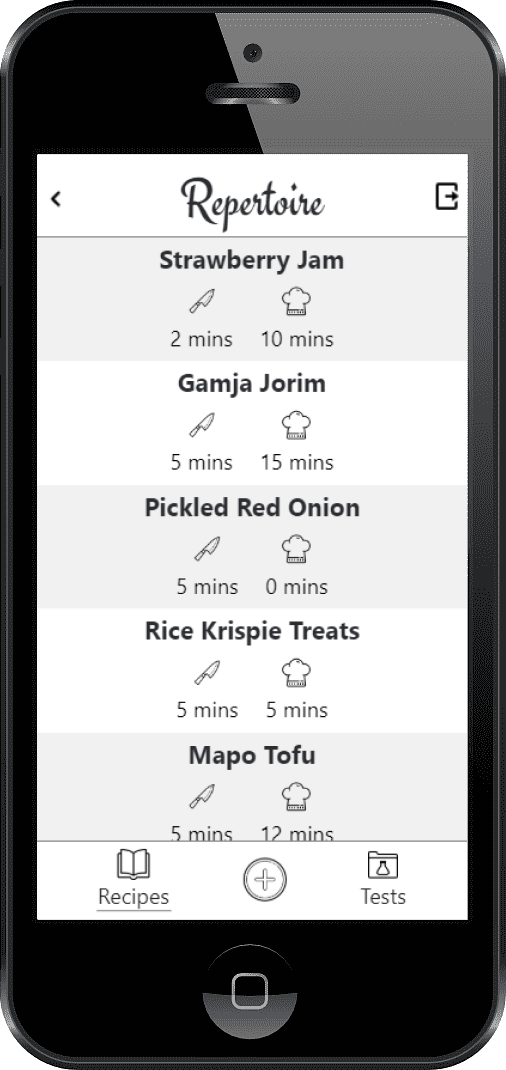 Repertoire
Strawberry Jam
2 mins 10 mins
Gamja Jorim
5 mins 15 mins
Pickled Red Onion
5 mins 0 mins
Rice Krispie Treats
5 mins 5 mins
Mapo Tofu
5 mins 12 mins
Recipes Tests